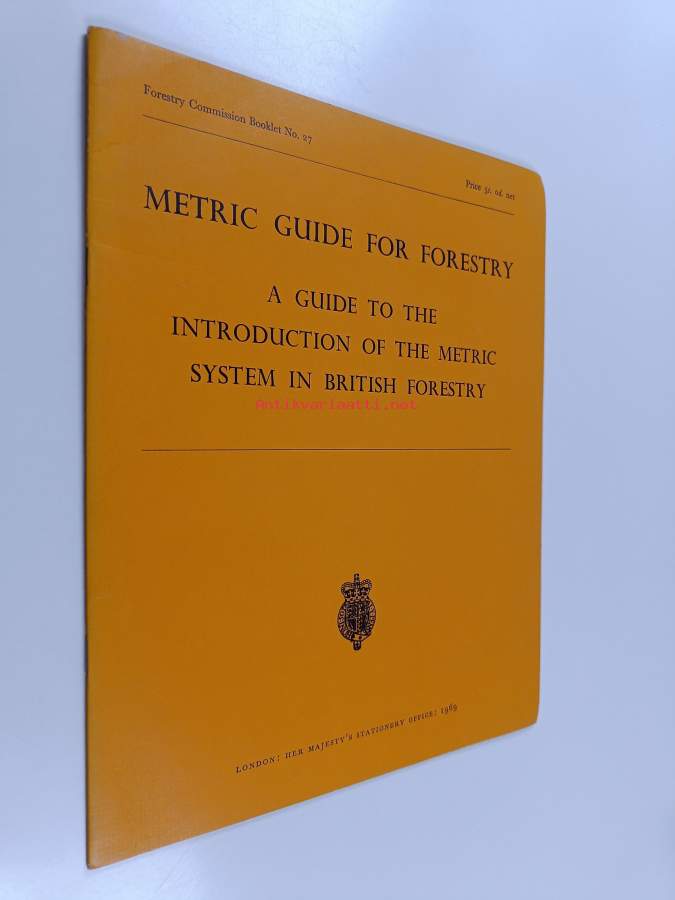 Forestry Commission Booklet No. 27
Price 5s. 0d. net
METRIC GUIDE FOR FORESTRY
A GUIDE TO THE
INTRODUCTION OF THE METRIC
SYSTEM IN BRITISH FORESTRY
Antikvariaatti.net
LONDON: HER MAJESTY'S STATIONERY OFFICE: 1969